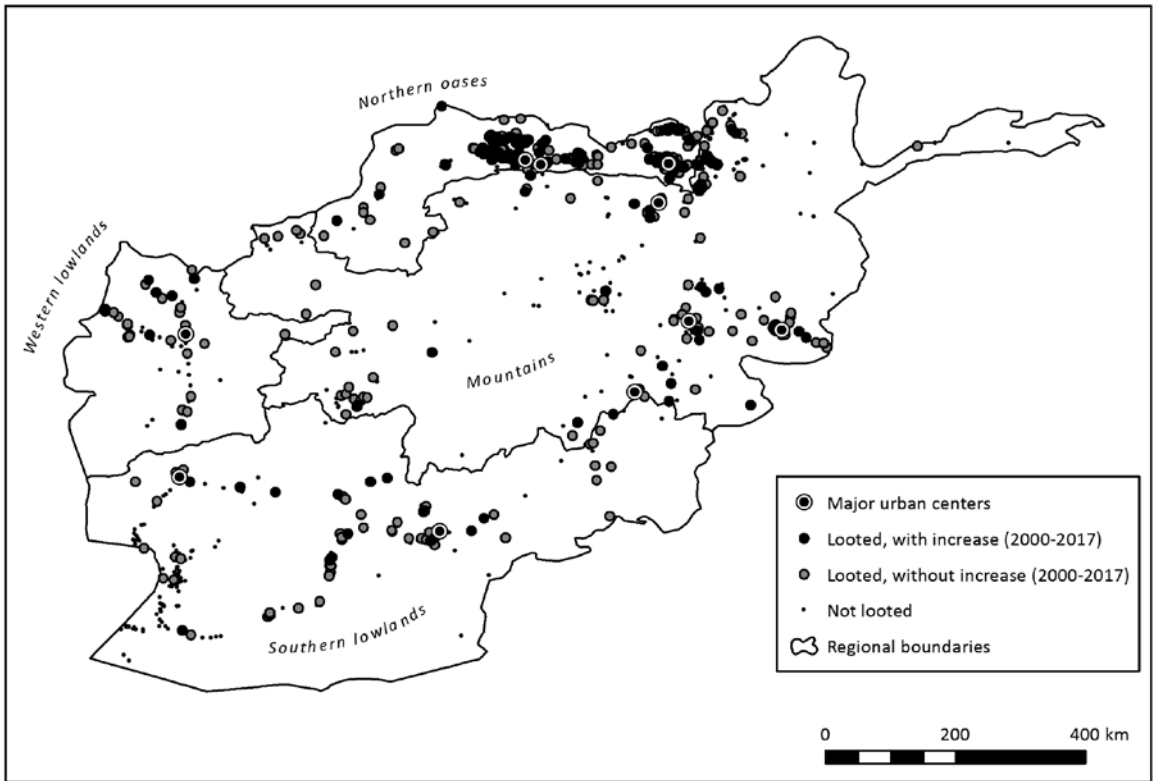 Northern oases
Western lowlands
Mountains
Southern lowlands
Major urban centers
Looted, with increase (2000-2017)
Looted, without increase (2000-2017)
Not looted
Regional boundaries
0 200 400 km